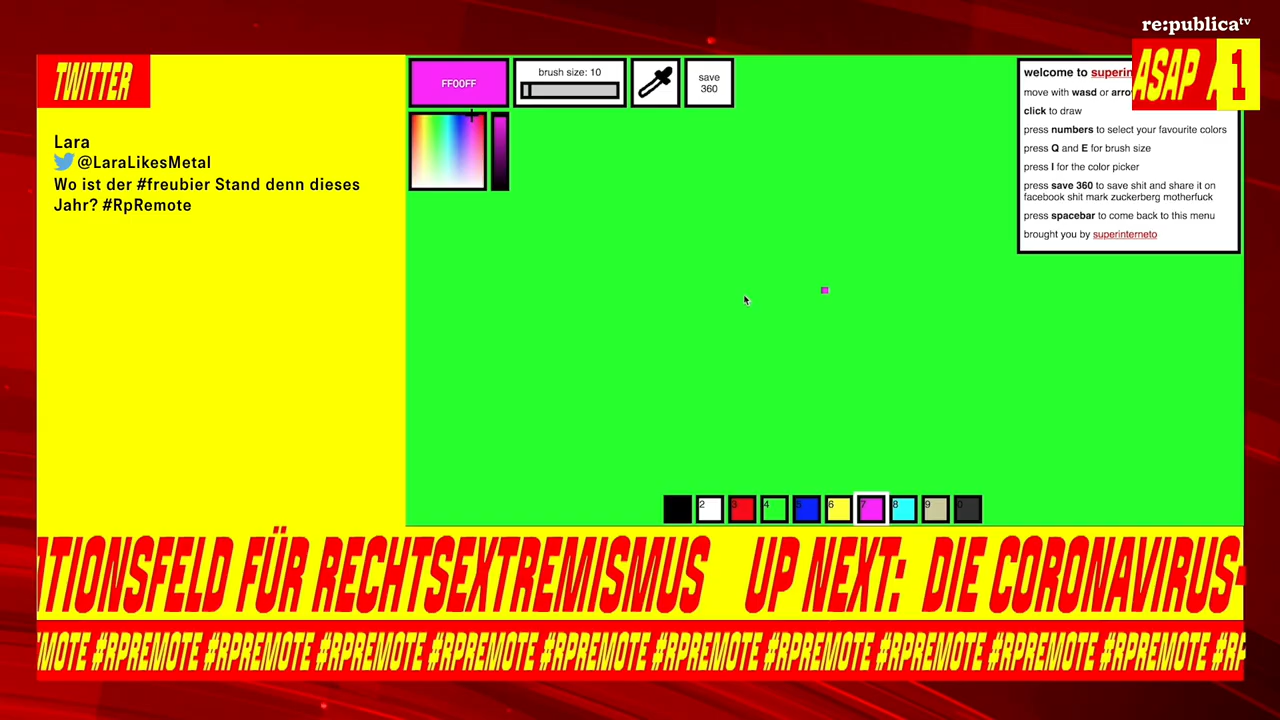 re:publica tv
ASAP
1
TWITTER
Lara
@LaraLikesMetal
Wo ist der #freubier Stand denn dieses
Jahr? #RpRemote
FF00FF
brush size: 10
save
360
welcome to
move with wasd or
click to draw
press numbers to select your favourite colors
press Q and E for brush size
press I for the color picker
press save 360 to save shit and share it on
facebook shit mark zuckerberg motherfuck
press spacebar to come back to this menu
brought you by superinterneto
2 3 4 5 6 7 8 9 0
FÜR RECHTSEXTREMISMUS UP NEXT: DIE CORONAVIRUS-
#RPREMOTE #RPREMOTE #RPREMOTE #RPREMOTE #RPREMOTE #RPREMOTE #RPREMOTE #RPREMOTE #RPREMOTE